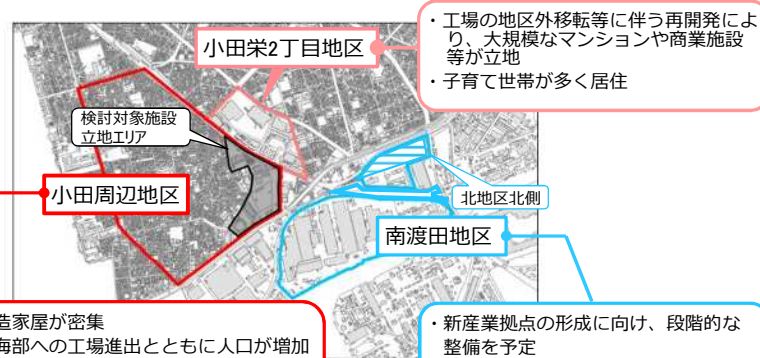 ・工場の地区外移転等に伴う再開発によ
り、大規模なマンションや商業施設
等が立地
・子育て世帯が多く居住
小田栄2丁目地区
検討対象施設
立地エリア
小田周辺地区
北地区北側
南渡田地区
造家屋が密集
海部への工場進出とともに人口が増加
・新産業拠点の形成に向け、段階的な
整備を予定